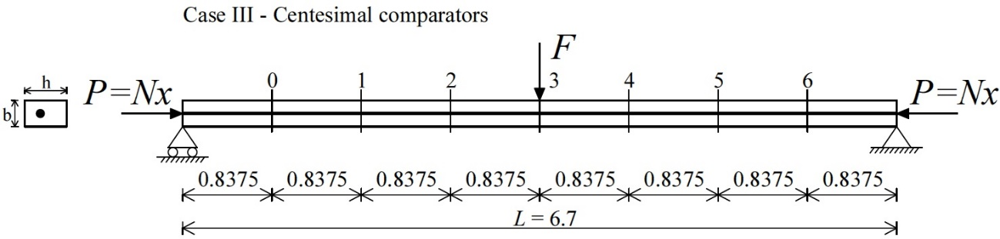 Case III - Centesimal comparators
F
h
P=Nx
0 1 2 3 4 5 6
P=Nx
b
0.8375 0.8375 0.8375 0.8375 0.8375 0.8375 0.8375 0.8375
L = 6.7